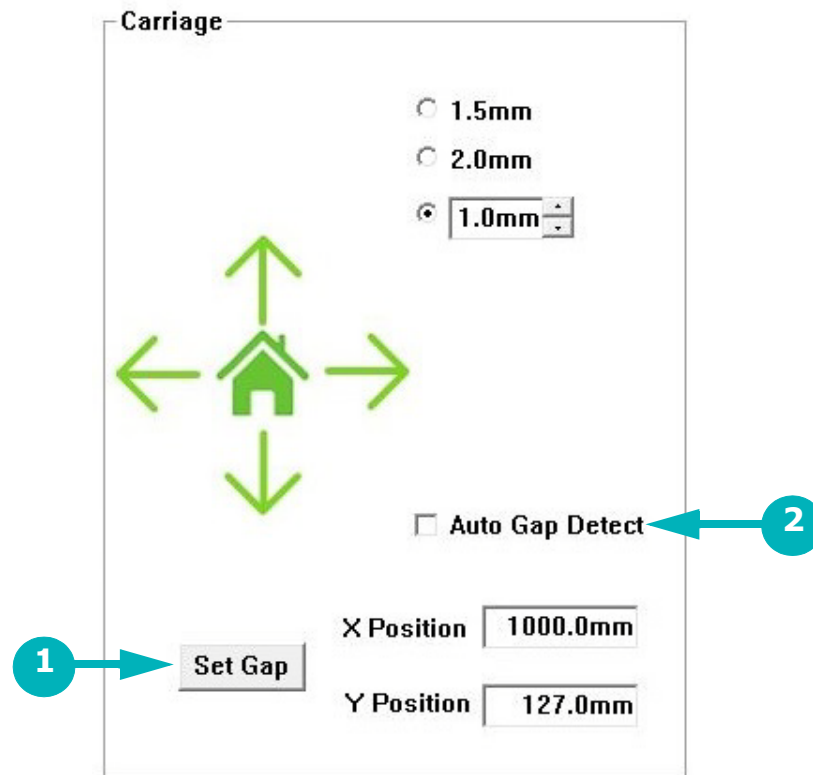 Carriage
1.5mm
2.0mm
1.0mm
Auto Gap Detect
2
X Position 1000.0mm
1
Set Gap
Y Position 127.0mm